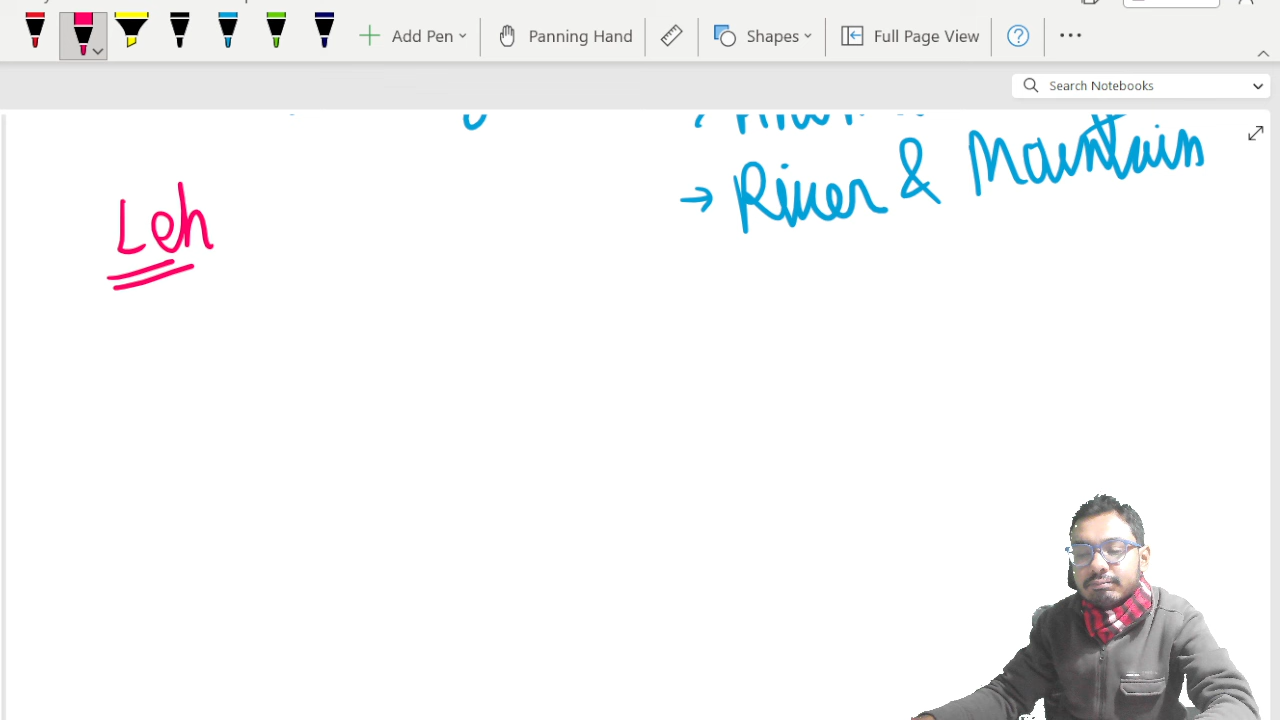 Add Pen
Panning Hand
Shapes
Full Page View
Search Notebooks
→ River & Mountain
Leh